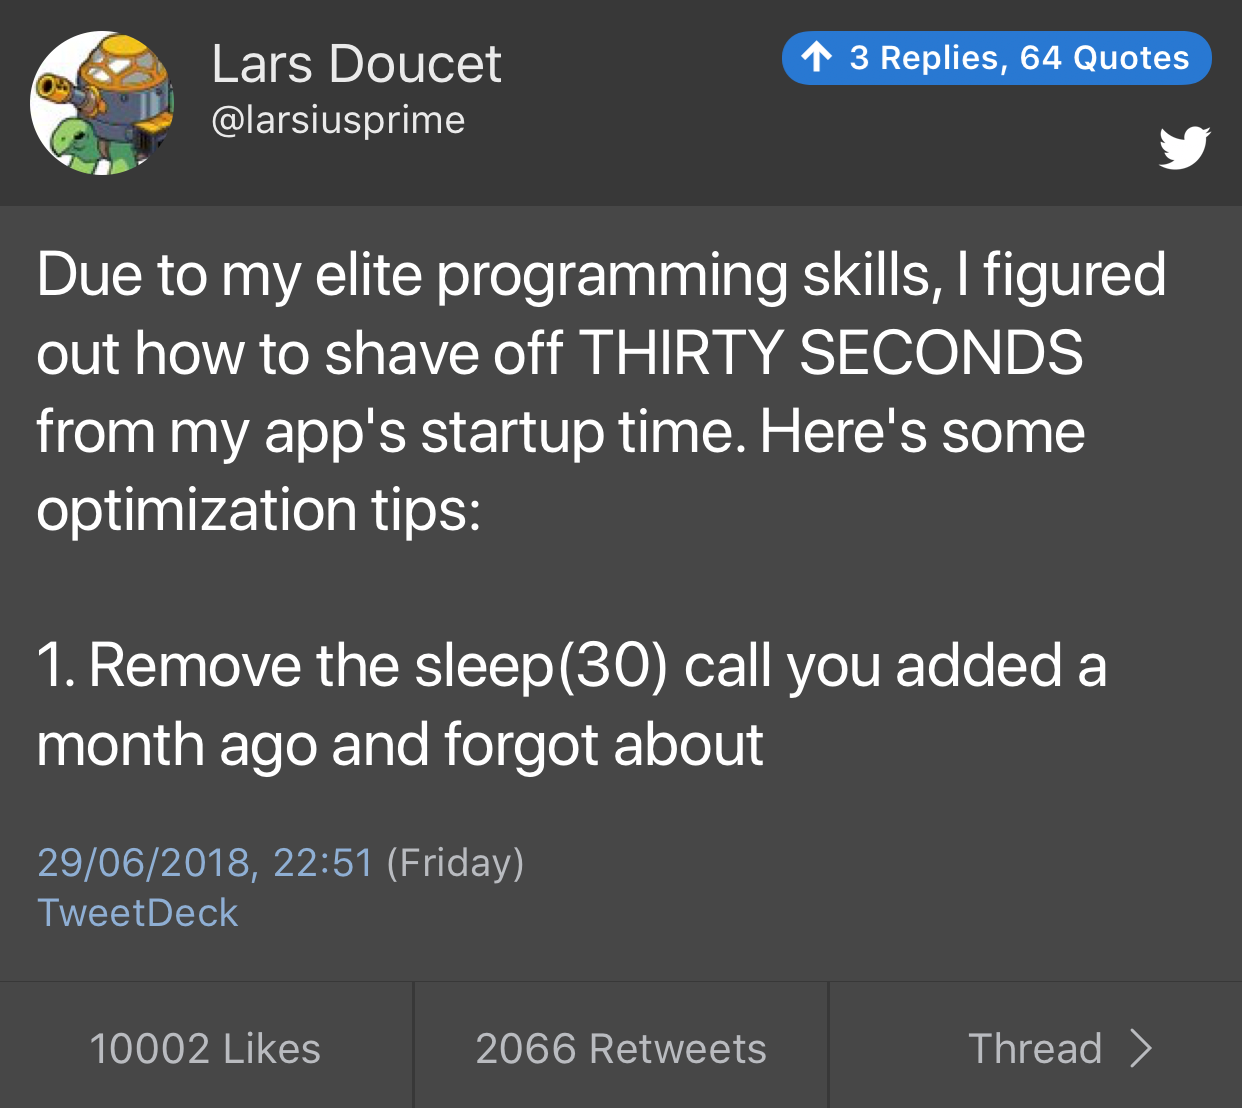 Lars Doucet
@larsiusprime
3 Replies, 64 Quotes
Due to my elite programming skills, I figured
out how to shave off THIRTY SECONDS
from my app's startup time. Here's some
optimization tips:
1. Remove the sleep(30) call you added a
month ago and forgot about
29/06/2018, 22:51 (Friday)
TweetDeck
10002 Likes
2066 Retweets
Thread